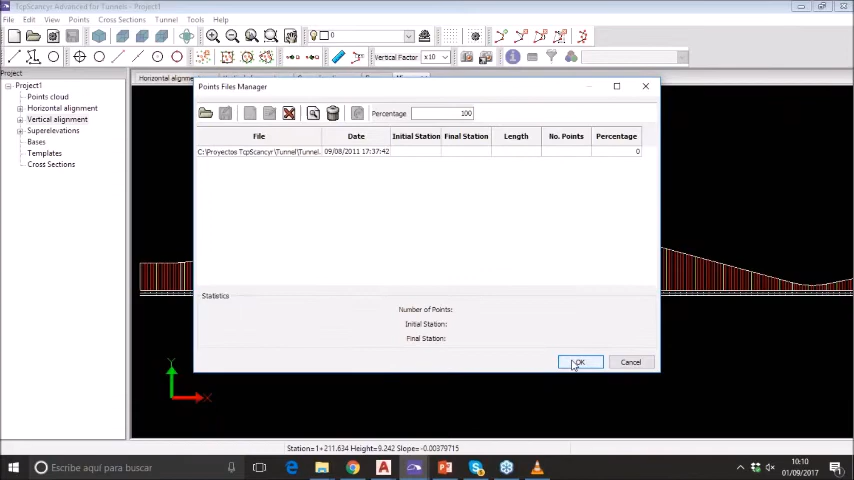 TcpScancyr: Advanced for Tunnels - Project1
File Edit View Points Cross Sections Tunnel Tools Help
0
Vertical Factor x10
Project
Project1
Points cloud
Horizontal alignment
Vertical alignment
Superelevations
Bases
Templates
Cross Sections
Points Files Manager
Percentage 100
File Date Initial Station Final Station Length No. Points Percentage
C:\Proyectos TcpScancyr\Tunnel\Tunnel. 09/08/2011 17:37:42 0
Statistics
Number of Points:
Initial Station:
Final Station:
OK Cancel
Y
X
Station=1+211.634 Height=9.242 Slope=-0.00379715
Escribe aquí para buscar
10:10
01/09/2017